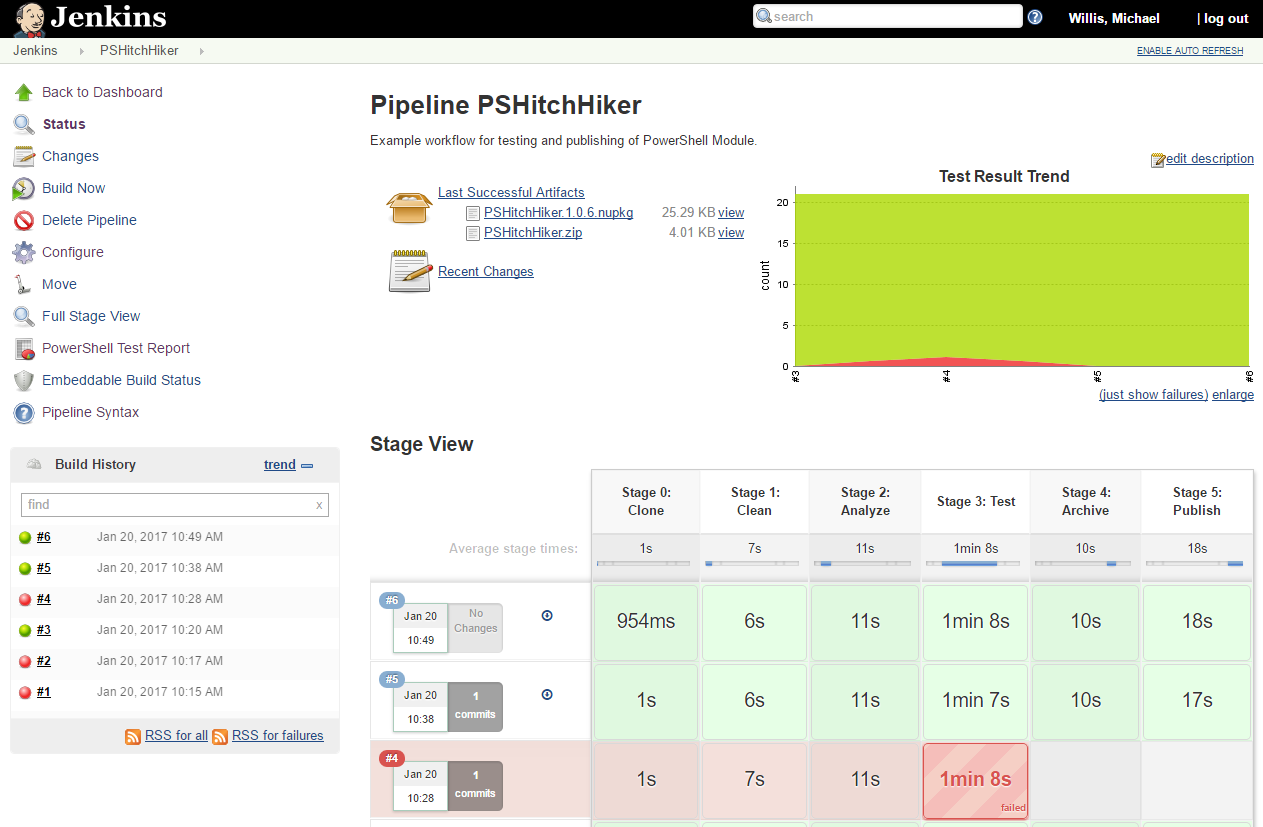 Jenkins
search
Willis, Michael
| log out
Jenkins
PSHitchHiker
ENABLE AUTO REFRESH
Back to Dashboard
Status
Changes
Build Now
Delete Pipeline
Configure
Move
Full Stage View
PowerShell Test Report
Embeddable Build Status
Pipeline Syntax
Build History
trend
find
x
#6 Jan 20, 2017 10:49 AM
#5 Jan 20, 2017 10:38 AM
#4 Jan 20, 2017 10:28 AM
#3 Jan 20, 2017 10:20 AM
#2 Jan 20, 2017 10:17 AM
#1 Jan 20, 2017 10:15 AM
RSS for all RSS for failures
Pipeline PSHitchHiker
Example workflow for testing and publishing of PowerShell Module.
edit description
Last Successful Artifacts
PSHitchHiker.1.0.6.nupkg 25.29 KB view
PSHitchHiker.zip 4.01 KB view
Recent Changes
Test Result Trend
count
20
15
10
5
0
#3 #4 #5 #6
(just show failures) enlarge
Stage View
Stage 0: Clone
Stage 1: Clean
Stage 2: Analyze
Stage 3: Test
Stage 4: Archive
Stage 5: Publish
Average stage times: 1s 7s 11s 1min 8s 10s 18s
#6
Jan 20
10:49
No Changes
954ms 6s 11s 1min 8s 10s 18s
#5
Jan 20
10:38
1 commits
1s 6s 11s 1min 7s 10s 17s
#4
Jan 20
10:28
1 commits
1s 7s 11s 1min 8s
failed